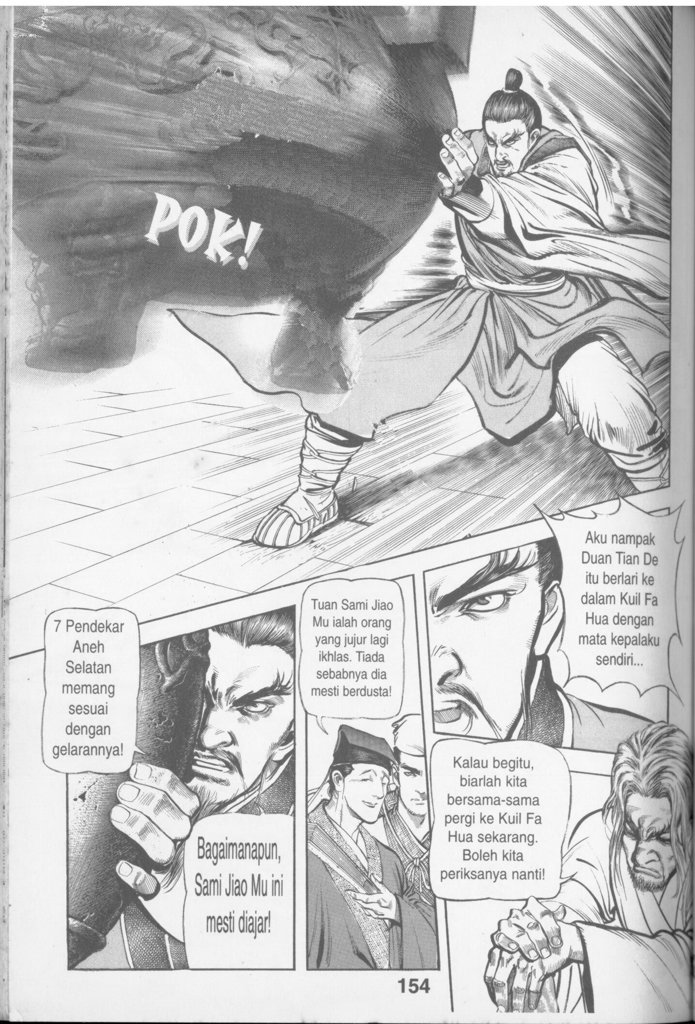 POK!
7 Pendekar
Aneh
Selatan
memang
sesuai
dengan
gelarannya!
Bagaimanapun,
Sami Jiao Mu ini
mesti diajar!
Tuan Sami Jiao
Mu ialah orang
yang jujur lagi
ikhlas. Tiada
sebabnya dia
mesti berdusta!
Aku nampak
Duan Tian De
itu berlari ke
dalam Kuil Fa
Hua dengan
mata kepalaku
sendiri...
Kalau begitu,
biarlah kita
bersama-sama
pergi ke Kuil Fa
Hua sekarang.
Boleh kita
periksanya nanti!
154